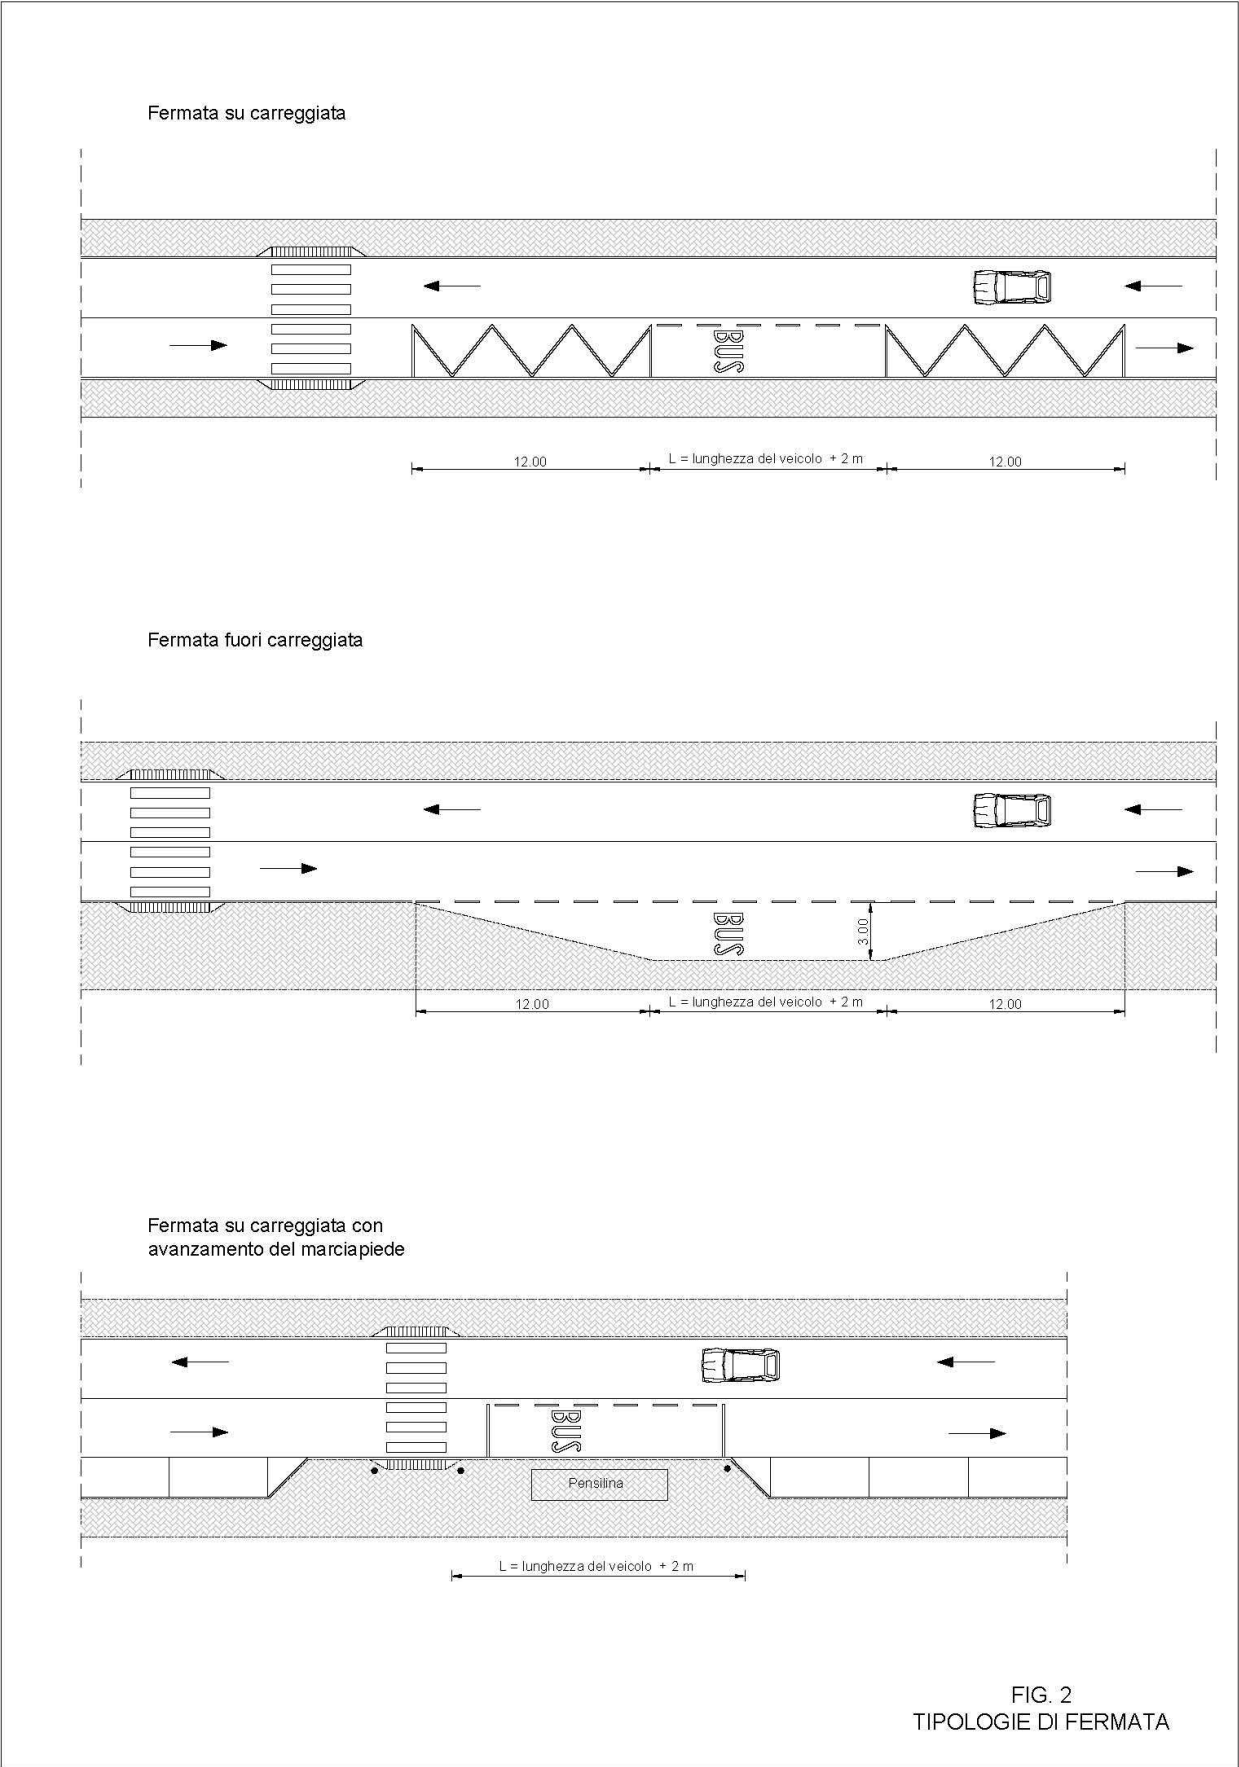 Fermata su carreggiata
BUS
12.00
L = lunghezza del veicolo + 2 m
12.00
Fermata fuori carreggiata
BUS
3.00
12.00
L = lunghezza del veicolo + 2 m
12.00
Fermata su carreggiata con
avanzamento del marciapiede
BUS
Pensilina
L = lunghezza del veicolo + 2 m
FIG. 2
TIPOLOGIE DI FERMATA